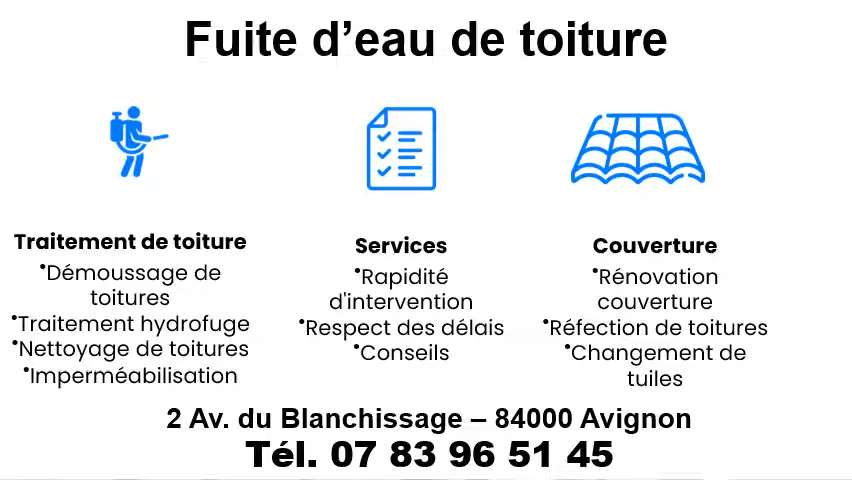 Fuite d’eau de toiture
Traitement de toiture
•Démoussage de
toitures
•Traitement hydrofuge
•Nettoyage de toitures
•Imperméabilisation
Services
•Rapidité
d'intervention
•Respect des délais
•Conseils
Couverture
•Rénovation
couverture
•Réfection de toitures
•Changement de
tuiles
2 Av. du Blanchissage – 84000 Avignon
Tél. 07 83 96 51 45